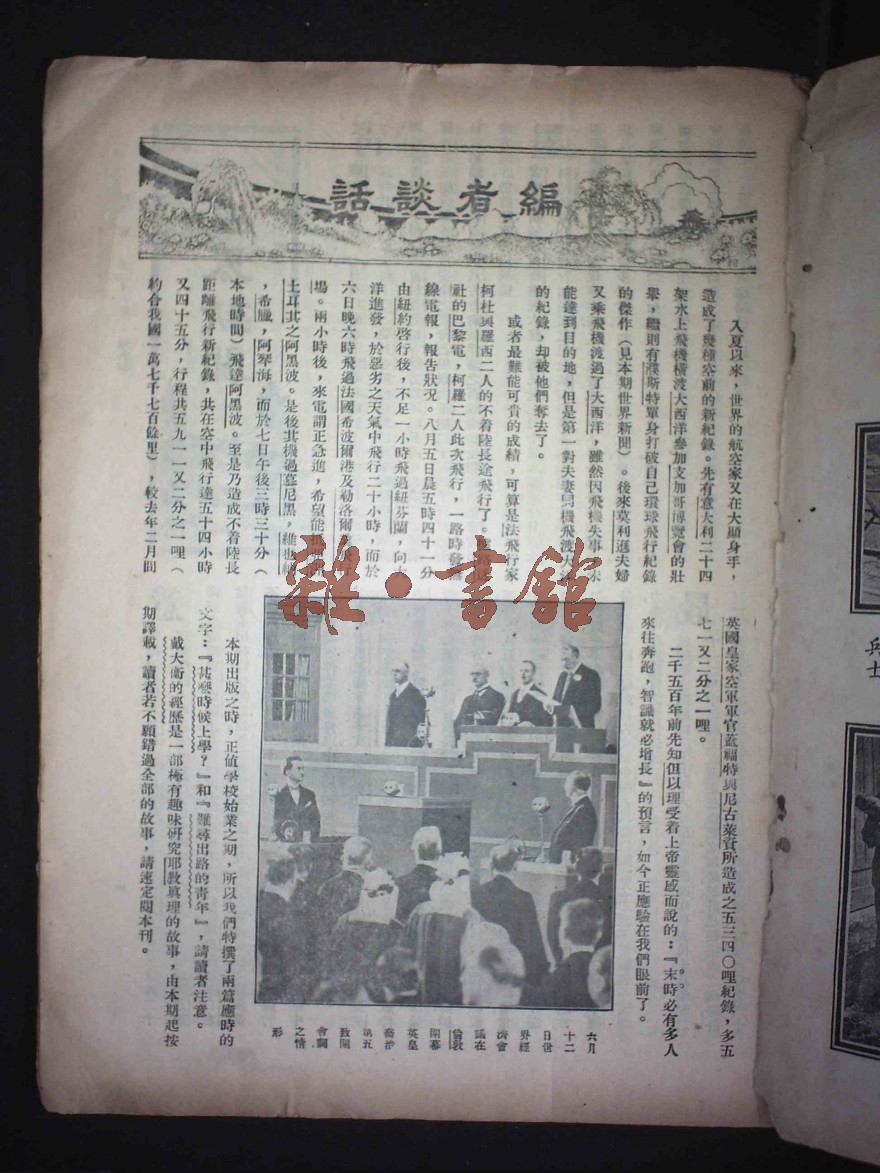 編者談話
入夏以來，世界的航空家又在大顯身手，
造成了幾種空前的新紀錄。先有意大利二十四
架水上飛機橫渡大西洋參加支加哥博覽會的壯
舉，繼則有濮斯特單身打破自己環球飛行紀錄
的傑作（見本期世界新聞）。後來莫利遜夫婦
又乘飛機渡過了大西洋，雖然因飛機失事，未
能達到目的地，但是第一對夫妻同機飛渡大
的紀錄，却被他們奪去了。
或者最難能可貴的成績，可算是法飛行家
柯杜與羅西二人的不着陸長途飛行了。
社的巴黎電，柯羅二人此次飛行，一路時發無
線電報，報告狀況。八月五日晨五時四十一分
由紐約啓行後，不足一小時飛過紐芬蘭，向大
洋進發，於惡劣之天氣中飛行二十小時，而於
六日晚六時飛過法國希波爾港及勒洛爾
場。兩小時後，來電謂正急進，希望能
土耳其之阿黑波。是後其機過慕尼黑，維也納
，希臘，阿琴海，而於七日午後三時三十分（
本地時間）飛達阿黑波。至是乃造成不着陸長
距離飛行新紀錄，共在空中飛行達五十四小時
又四十五分，行程共五九一一又二分之一哩（
約合我國一萬七千七百餘里），較去年二月間
英國皇家空軍軍官蓋福特與尼古萊資所造成之五三四〇哩紀錄，多五
七一又二分之一哩。
二千五百年前先知但以理受着上帝靈感而說的：『末時必有多人
來往奔跑，智識就必增長』的預言，如今正應驗在我們眼前了。
六月
十二
日世
界經
濟會
議在
倫敦
開幕
英皇
喬治
第五
致開
會詞
之情
形
本期出版之時，正値學校始業之期，所以我們特撰了兩篇應時的
文字：『甚麼時候上學？』和『難尋出路的青年』，請讀者注意。
戴大衛的經歷是一部極有趣味研究耶教眞理的故事，由本期起按
期譯載，讀者若不願錯過全部的故事，請速定閱本刊。
雜·書館
兵士